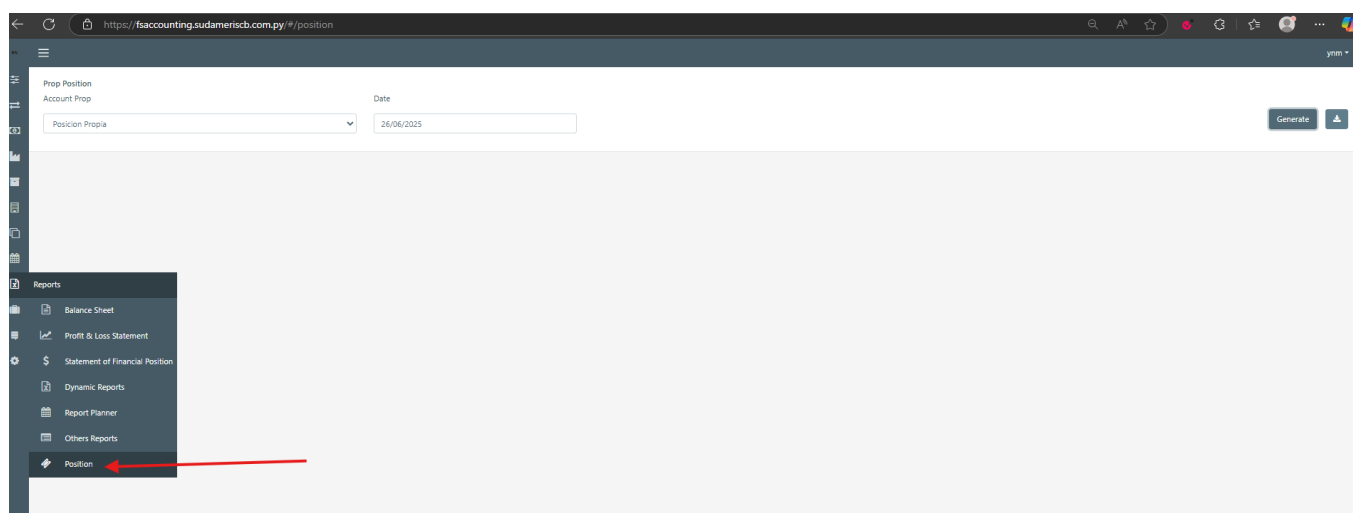 https://fsaccounting.sudameriscb.com.py/#/position
ynm
Prop Position
Account Prop
Date
Posicion Propia
26/06/2025
Generate
Reports
Balance Sheet
Profit & Loss Statement
Statement of Financial Position
Dynamic Reports
Report Planner
Others Reports
Position